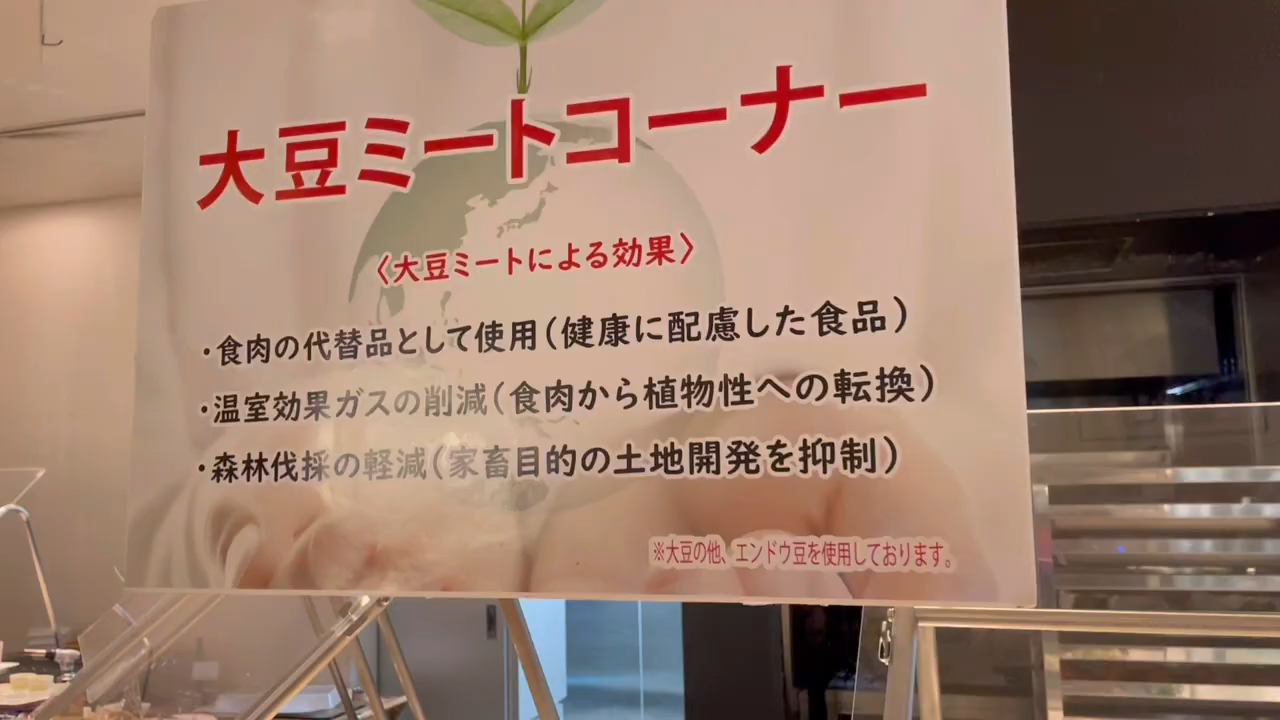 大豆ミートコーナー
〈大豆ミートによる効果〉
・食肉の代替品として使用(健康に配慮した食品)
・温室効果ガスの削減(食肉から植物性への転換)
・森林伐採の軽減(家畜目的の土地開発を抑制)
※大豆の他、エンドウ豆を使用しております。